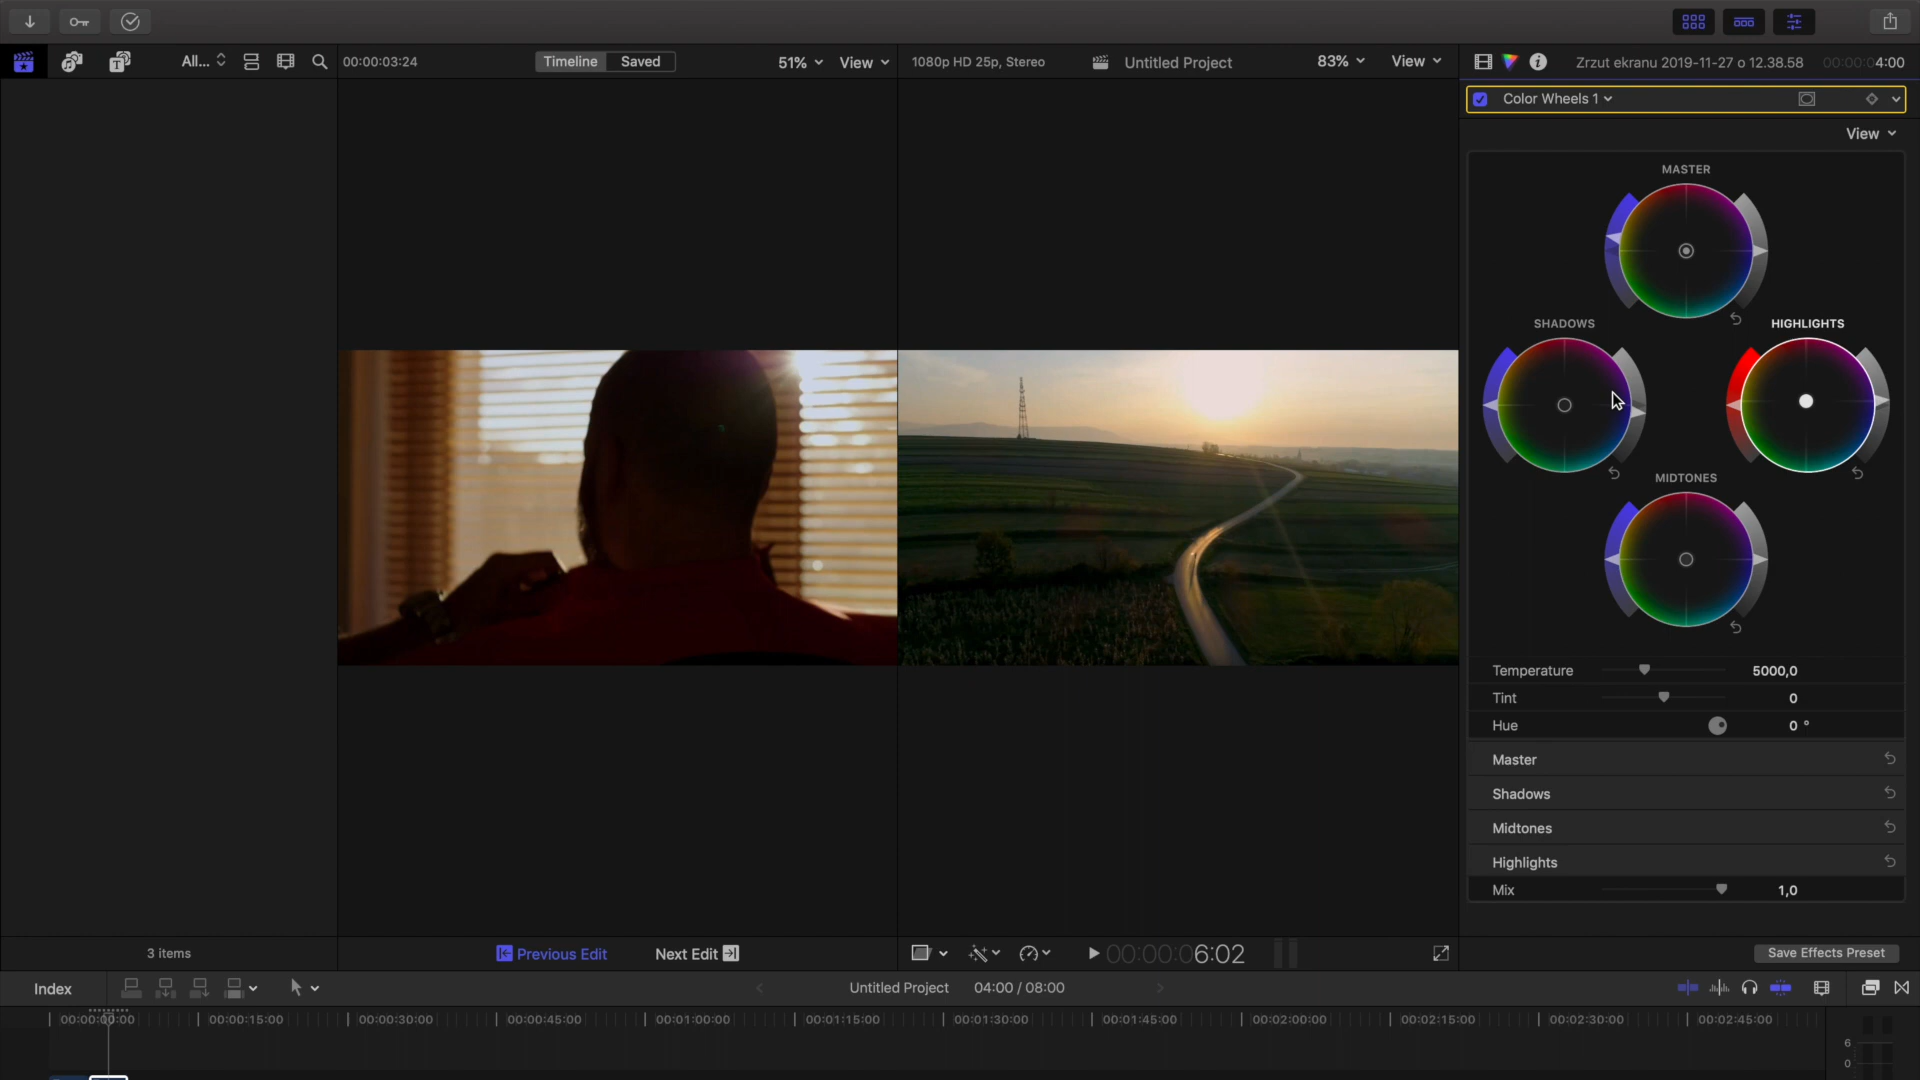 All...
00:00:03:24
Timeline
Saved
51%
View
1080p HD 25p, Stereo
Untitled Project
83%
View
Zrzut ekranu 2019-11-27 o 12.38.58
00:00:04:00
Color Wheels 1
View
MASTER
SHADOWS
HIGHLIGHTS
MIDTONES
Temperature 5000,0
Tint 0
Hue 0 °
Master
Shadows
Midtones
Highlights
Mix 1,0
3 items
Previous Edit
Next Edit
00:00:06:02
Save Effects Preset
Index
Untitled Project
04:00 / 08:00
00:00:00:00
00:00:15:00
00:00:30:00
00:00:45:00
00:01:00:00
00:01:15:00
00:01:30:00
00:01:45:00
00:02:00:00
00:02:15:00
00:02:30:00
00:02:45:00
6
0